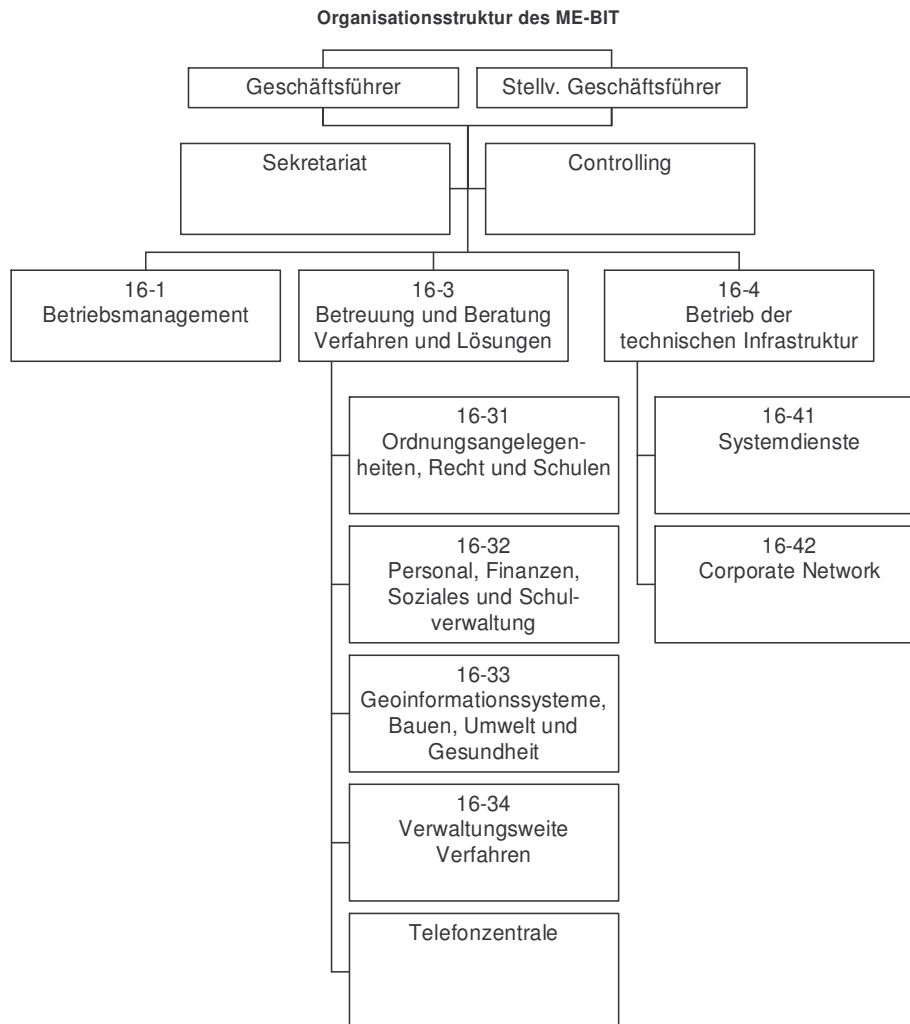 Organisationsstruktur des ME-BIT
Geschäftsführer
Stellv. Geschäftsführer
Sekretariat
Controlling
16-1
Betriebsmanagement
16-3
Betreuung und Beratung
Verfahren und Lösungen
16-4
Betrieb der
technischen Infrastruktur
16-31
Ordnungsangelegen-
heiten, Recht und Schulen
16-32
Personal, Finanzen,
Soziales und Schul-
verwaltung
16-33
Geoinformationssysteme,
Bauen, Umwelt und
Gesundheit
16-34
Verwaltungsweite
Verfahren
Telefonzentrale
16-41
Systemdienste
16-42
Corporate Network